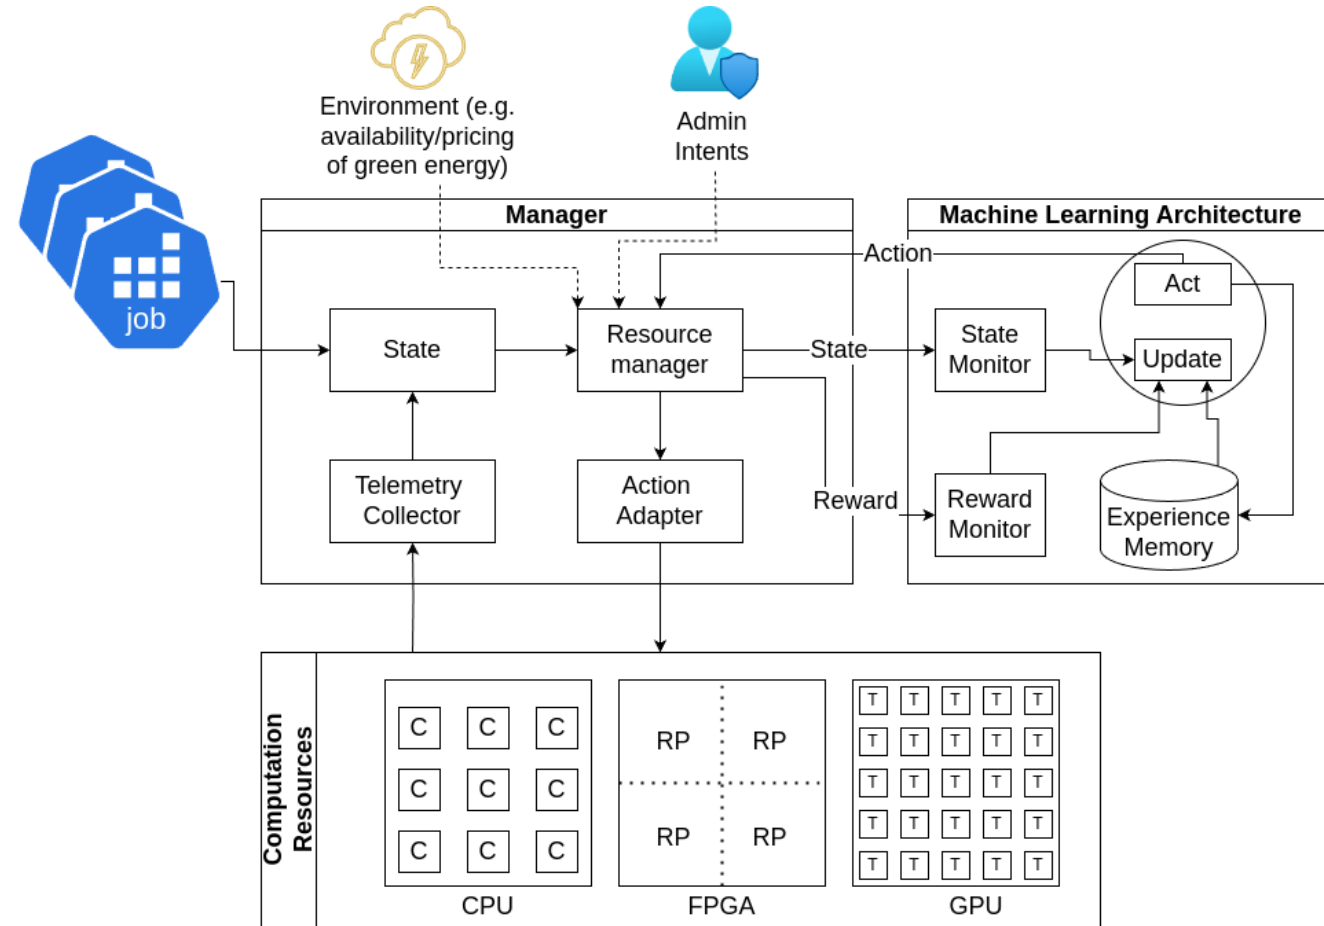 Environment (e.g.
availability/pricing
of green energy)
Admin
Intents
job
Manager
Machine Learning Architecture
Action
Act
State
Resource
manager
State
State
Monitor
Update
Telemetry
Collector
Action
Adapter
Reward
Reward
Monitor
Experience
Memory
Computation
Resources
C C C
C C C
C C C
CPU
RP RP
RP RP
FPGA
T T T T T
T T T T T
T T T T T
T T T T T
T T T T T
GPU